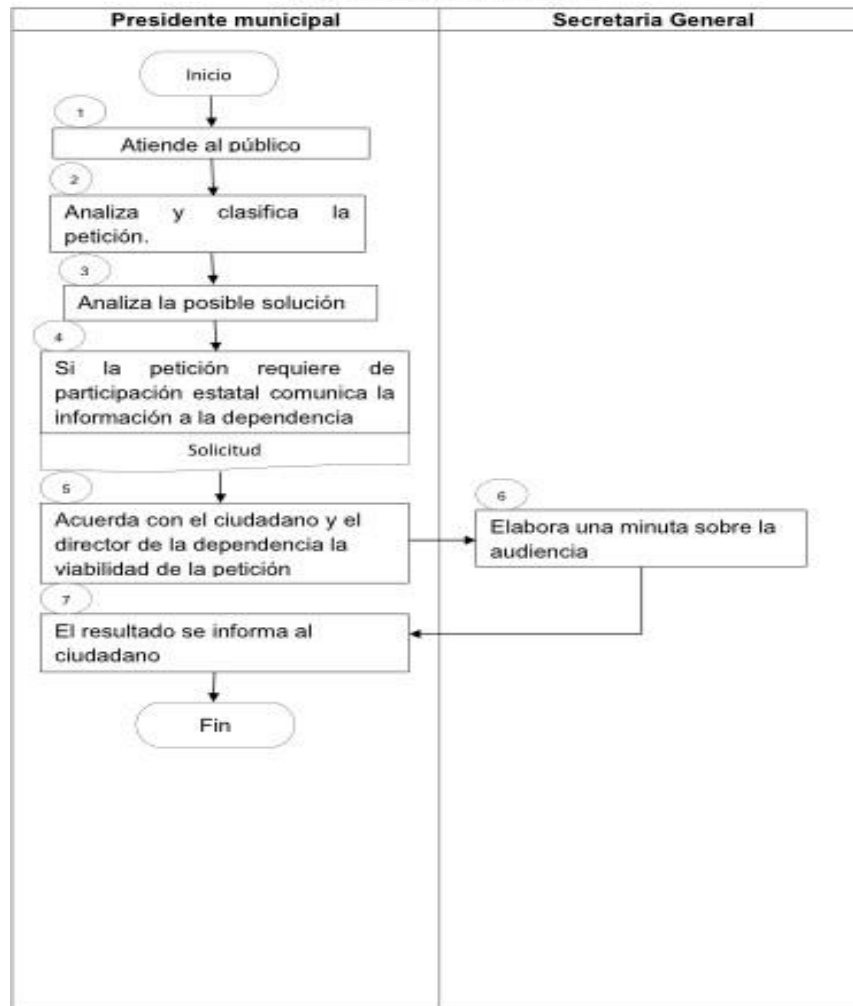 Presidente municipal
Secretaria General
Inicio
1
Atiende al público
2
Analiza y clasifica la
petición.
3
Analiza la posible solución
4
Si la petición requiere de
participación estatal comunica la
información a la dependencia
Solicitud
5
Acuerda con el ciudadano y el
director de la dependencia la
viabilidad de la petición
6
Elabora una minuta sobre la
audiencia
7
El resultado se informa al
ciudadano
Fin